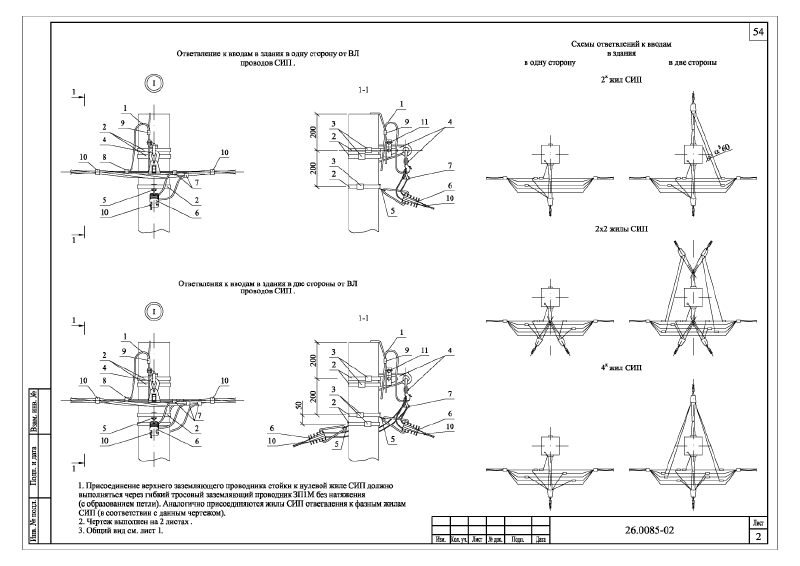 54
Ответвление к вводам в здания в одну сторону от ВЛ
проводов СИП .
I
1-1
1
1
9
2
4
10
8
10
7
5
2
10
6
1
200
200
3
2
3
2
1
9
11
4
7
6
10
5
Ответвления к вводам в здания в две стороны от ВЛ
проводов СИП .
I
1-1
1
1
9
2
4
10
8
10
7
5
2
10
6
1
200
200
50
3
2
3
2
1
9
11
4
7
6
10
6
10
5
5
Схемы ответвлений к вводам
в здания
в одну сторону
в две стороны
2ˣ жил СИП
α ≤ 60
2х2 жилы СИП
4ˣ жил СИП
1. Присоединение верхнего заземляющего проводника стойки к нулевой жиле СИП должно
выполняться через гибкий тросовый заземляющий проводник ЗП1М без натяжения
(с образованием петли). Аналогично присоединяются жилы СИП ответвления к фазным жилам
СИП (в соответствии с данным чертежом).
2. Чертеж выполнен на 2 листах .
3. Общий вид см. лист 1.
Взам. инв. №
Подп. и дата
Инв. № подл.
Изм. Кол. уч. Лист № док. Подп. Дата
26.0085-02
Лист
2